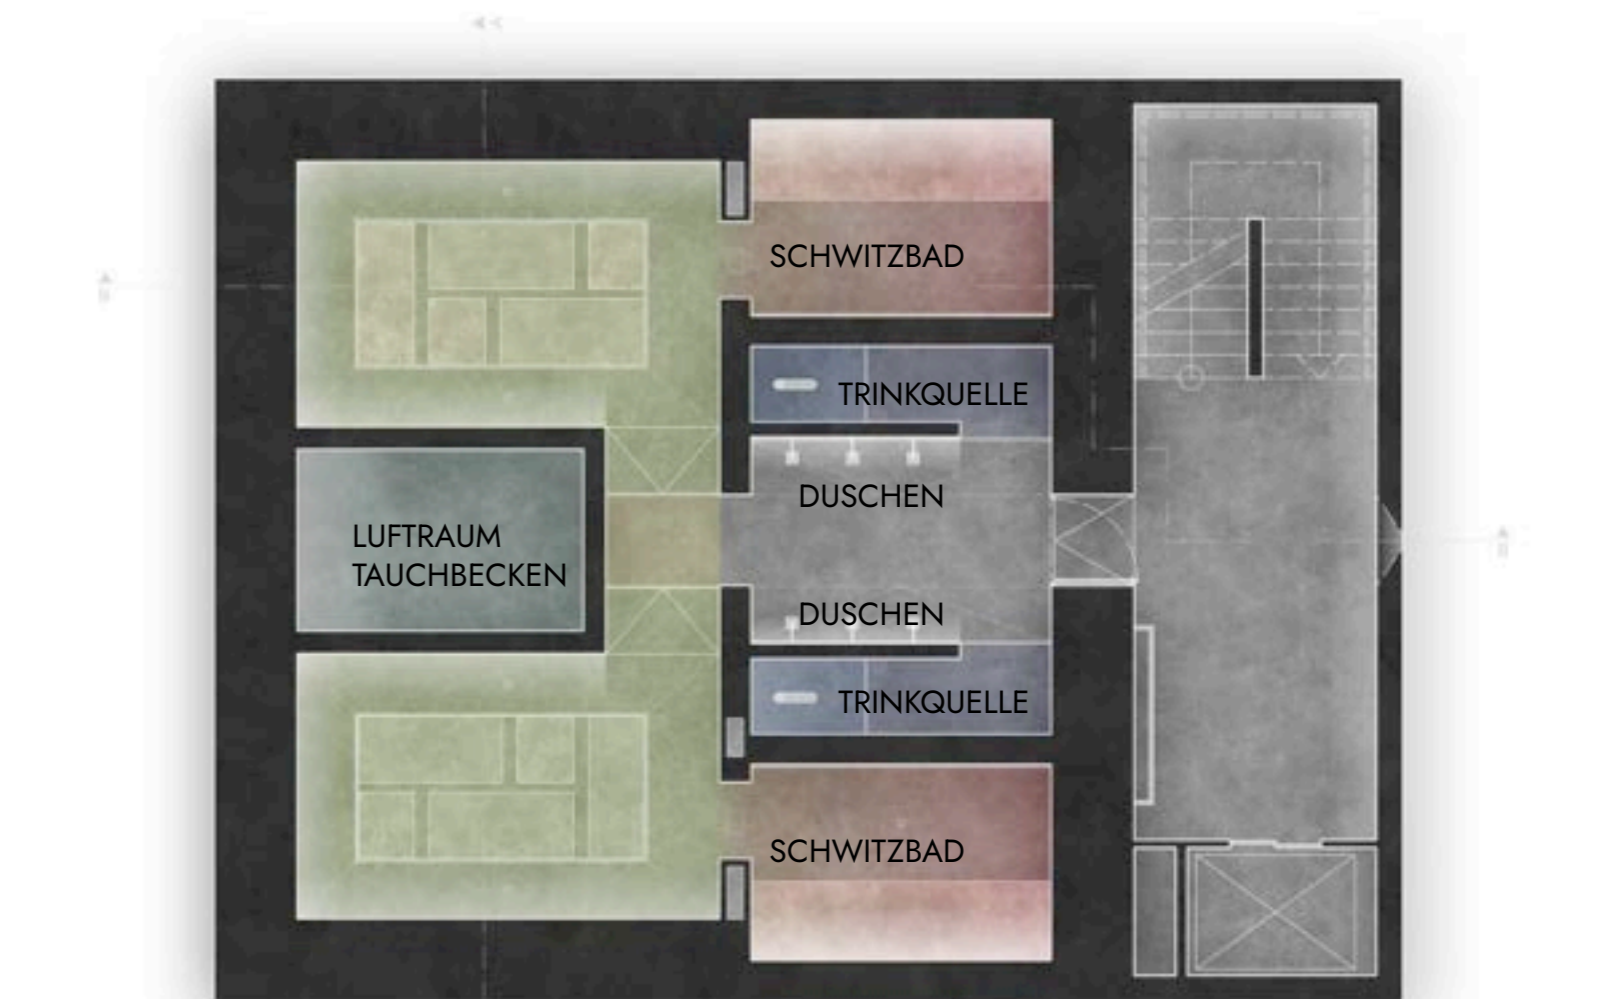 SCHWITZBAD
TRINKQUELLE
DUSCHEN
LUFTRAUM
TAUCHBECKEN
DUSCHEN
TRINKQUELLE
SCHWITZBAD